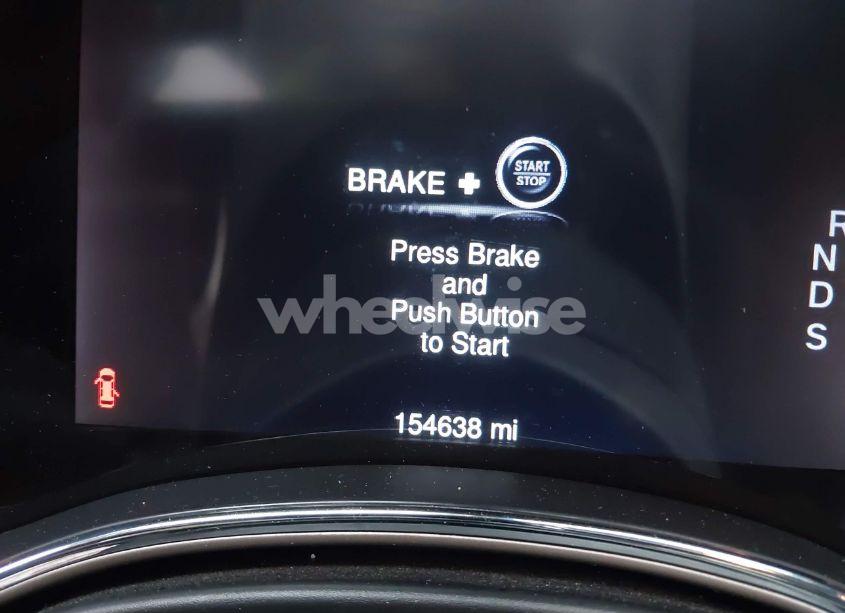 BRAKE + START STOP
Press Brake
and
Push Button
to Start
wheelwise
154638 mi
R
N
D
S